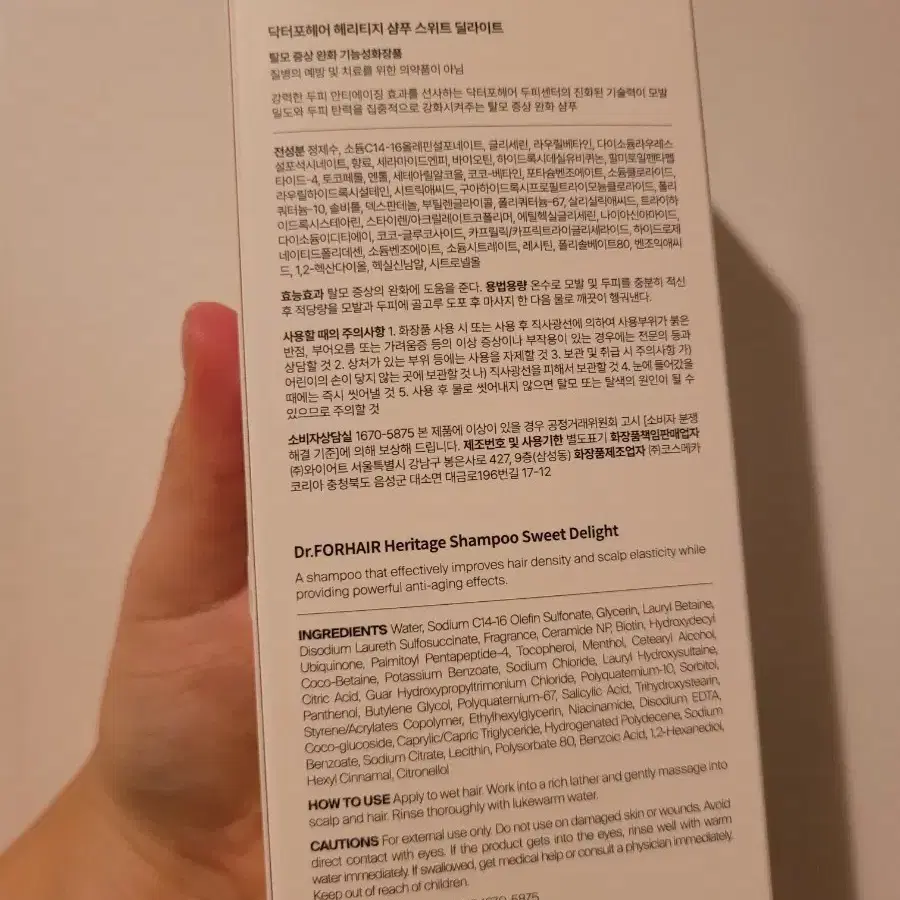 닥터포헤어 헤리티지 샴푸 스위트 딜라이트
탈모 증상 완화 기능성화장품
질병의 예방 및 치료를 위한 의약품이 아님
강력한 두피 안티에이징 효과를 선사하는 닥터포헤어 두피센터의 진화된 기술력이 모발
밀도와 두피 탄력을 집중적으로 강화시켜주는 탈모 증상 완화 샴푸
전성분 정제수, 소듐C14-16올레핀설포네이트, 글리세린, 라우릴베타인, 다이소듐라우레스
설포석시네이트, 향료, 세라마이드엔피, 바이오틴, 하이드록시데실유비퀴논, 팔미토일펜타펩
타이드-4, 토코페롤, 멘톨, 세테아릴알코올, 코코-베타인, 포타슘벤조에이트, 소듐클로라이드,
라우릴하이드록시설테인, 시트릭애씨드, 구아하이드록시프로필트라이모늄클로라이드, 폴리
쿼터늄-10, 솔비톨, 덱스판테놀, 부틸렌글라이콜, 폴리쿼터늄-67, 살리실릭애씨드, 트라이하
이드록시스테아린, 스타이렌/아크릴레이트코폴리머, 에틸헥실글리세린, 나이아신아마이드,
다이소듐이디티에이, 코코-글루코사이드, 카프릴릭/카프릭트라이글리세라이드, 하이드로제
네이티드폴리데센, 소듐벤조에이트, 소듐시트레이트, 레시틴, 폴리솔베이트80, 벤조익애씨
드, 1,2-헥산다이올, 헥실신남알, 시트로넬올
효능효과 탈모 증상의 완화에 도움을 준다. 용법용량 온수로 모발 및 두피를 충분히 적신
후 적당량을 모발과 두피에 골고루 도포 후 마사지 한 다음 물로 깨끗이 헹궈낸다.
사용할 때의 주의사항 1. 화장품 사용 시 또는 사용 후 직사광선에 의하여 사용부위가 붉은
반점, 부어오름 또는 가려움증 등의 이상 증상이나 부작용이 있는 경우에는 전문의 등과
상담할 것 2. 상처가 있는 부위 등에는 사용을 자제할 것 3. 보관 및 취급 시 주의사항 가)
어린이의 손이 닿지 않는 곳에 보관할 것 나) 직사광선을 피해서 보관할 것 4. 눈에 들어갔을
때에는 즉시 씻어낼 것 5. 사용 후 물로 씻어내지 않으면 탈모 또는 탈색의 원인이 될 수
있으므로 주의할 것
소비자상담실 1670-5875 본 제품에 이상이 있을 경우 공정거래위원회 고시 [소비자 분쟁
해결 기준]에 의해 보상해 드립니다. 제조번호 및 사용기한 별도표기 화장품책임판매업자
㈜와이어트 서울특별시 강남구 봉은사로 427, 9층(삼성동) 화장품제조업자 ㈜코스메카
코리아 충청북도 음성군 대소면 대금로196번길 17-12
Dr.FORHAIR Heritage Shampoo Sweet Delight
A shampoo that effectively improves hair density and scalp elasticity while
providing powerful anti-aging effects.
INGREDIENTS Water, Sodium C14-16 Olefin Sulfonate, Glycerin, Lauryl Betaine,
Disodium Laureth Sulfosuccinate, Fragrance, Ceramide NP, Biotin, Hydroxydecyl
Ubiquinone, Palmitoyl Pentapeptide-4, Tocopherol, Menthol, Cetearyl Alcohol,
Coco-Betaine, Potassium Benzoate, Sodium Chloride, Lauryl Hydroxysultaine,
Citric Acid, Guar Hydroxypropyltrimonium Chloride, Polyquaternium-10, Sorbitol,
Panthenol, Butylene Glycol, Polyquaternium-67, Salicylic Acid, Trihydroxystearin,
Styrene/Acrylates Copolymer, Ethylhexylglycerin, Niacinamide, Disodium EDTA,
Coco-glucoside, Caprylic/Capric Triglyceride, Hydrogenated Polydecene, Sodium
Benzoate, Sodium Citrate, Lecithin, Polysorbate 80, Benzoic Acid, 1,2-Hexanediol,
Hexyl Cinnamal, Citronellol
HOW TO USE Apply to wet hair. Work into a rich lather and gently massage into
scalp and hair. Rinse thoroughly with lukewarm water.
CAUTIONS For external use only. Do not use on damaged skin or wounds. Avoid
direct contact with eyes. If the product gets into the eyes, rinse well with warm
water immediately. If swallowed, get medical help or consult a physician immediately.
Keep out of reach of children.